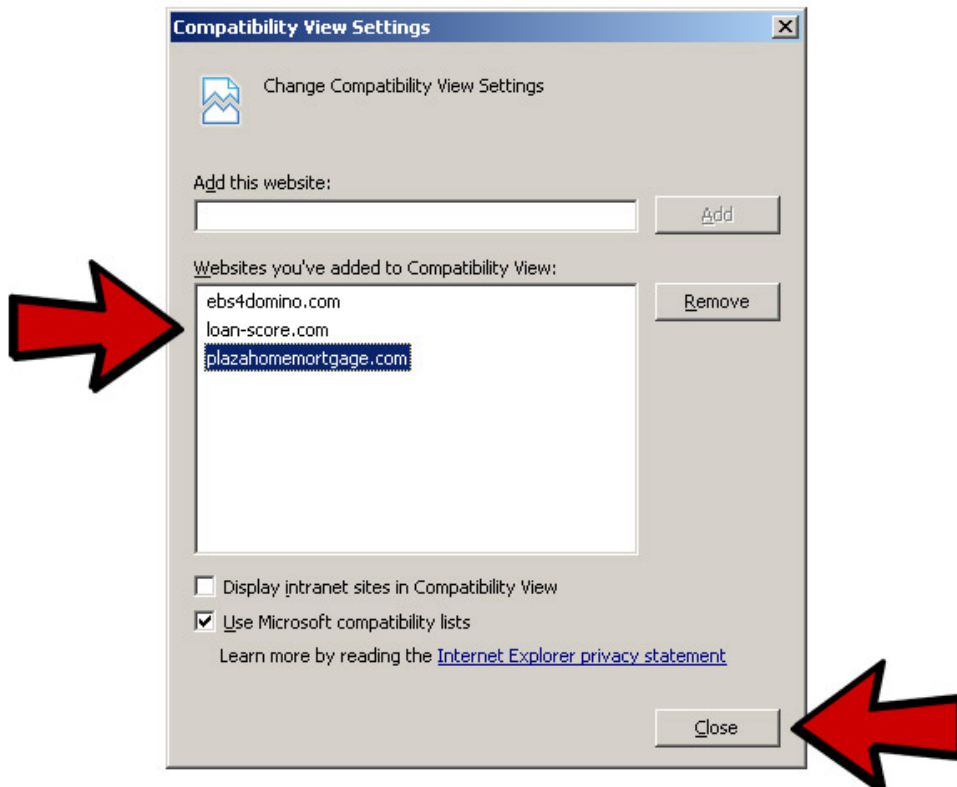 Compatibility View Settings
Change Compatibility View Settings
Add this website:
Add
Websites you've added to Compatibility View:
ebs4domino.com
Remove
loan-score.com
plazahomemortgage.com
Display intranet sites in Compatibility View
Use Microsoft compatibility lists
Learn more by reading the Internet Explorer privacy statement
Close